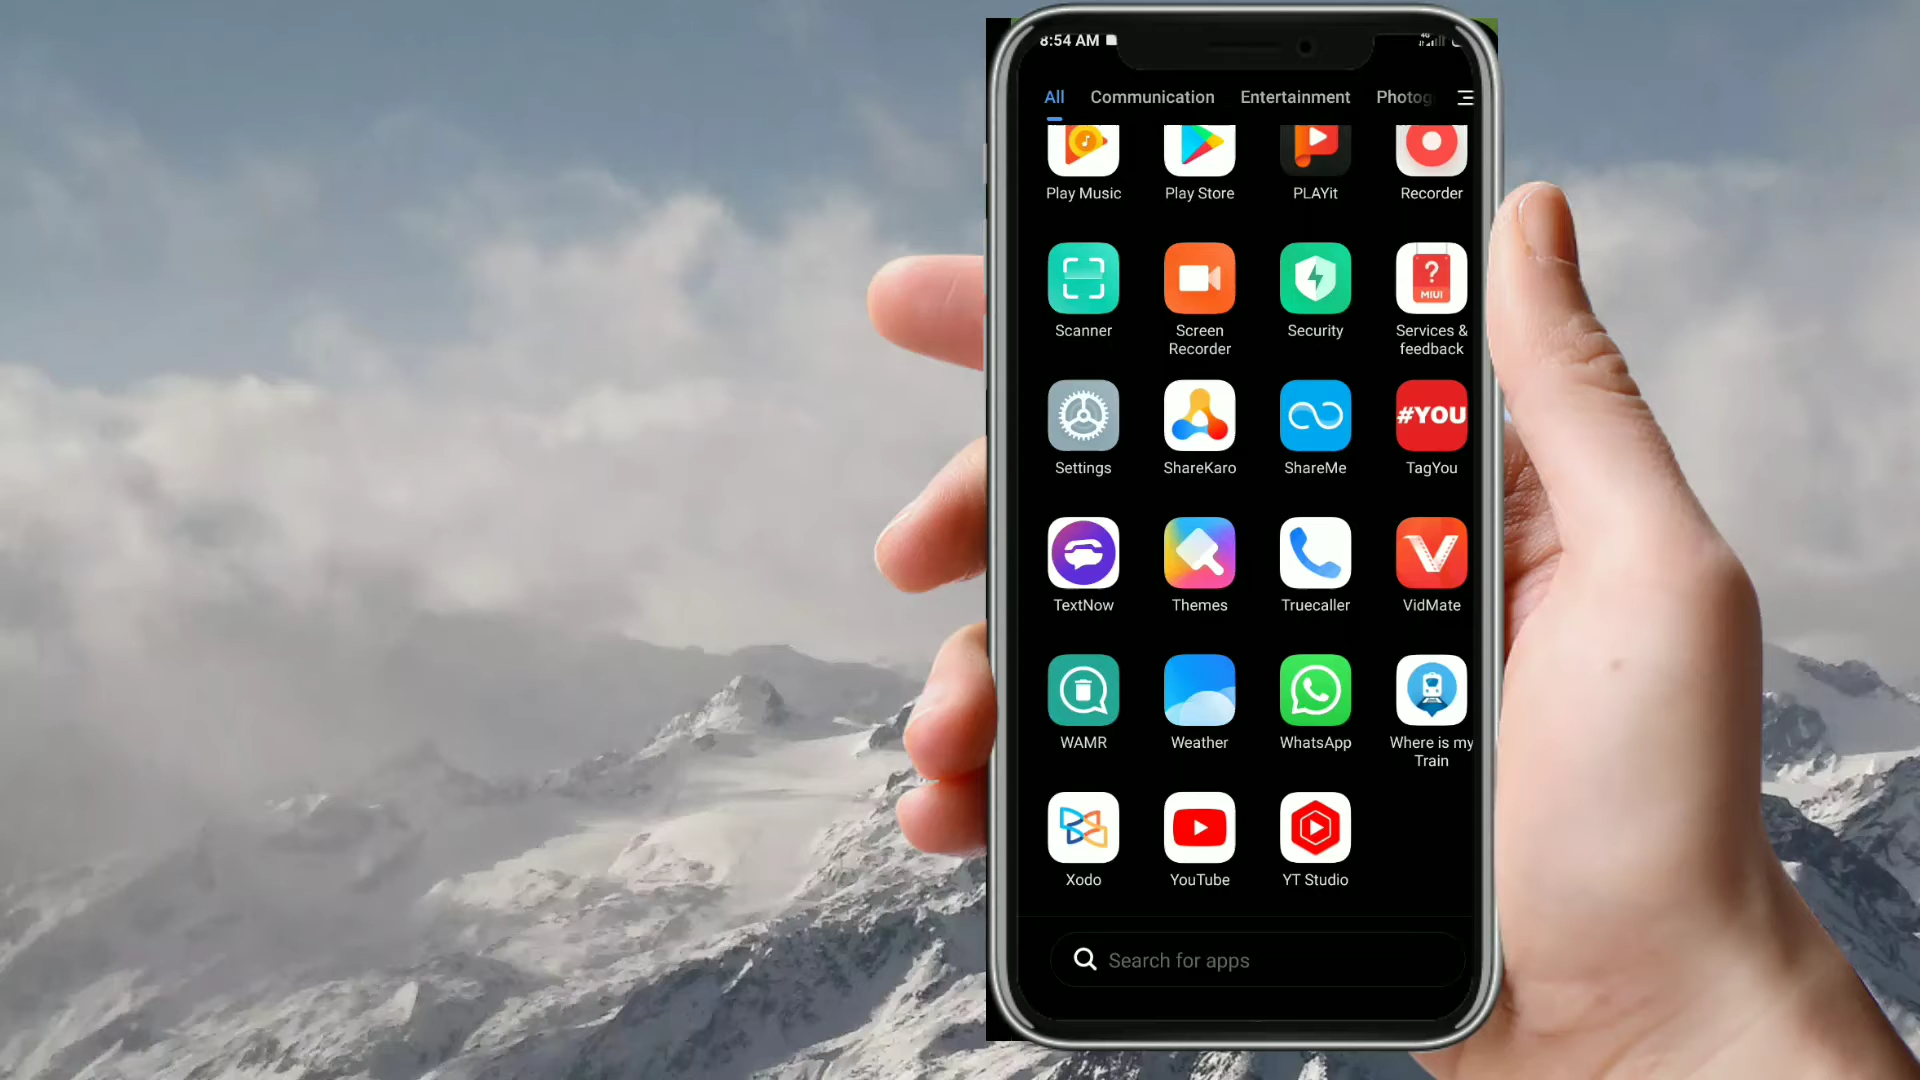 8:54 AM
4G
All Communication Entertainment Photog
Play Music Play Store PLAYit Recorder
?
MIUI
Scanner Screen Recorder Security Services & feedback
#YOU
Settings ShareKaro ShareMe TagYou
TextNow Themes Truecaller VidMate
WAMR Weather WhatsApp Where is my Train
Xodo YouTube YT Studio
Search for apps